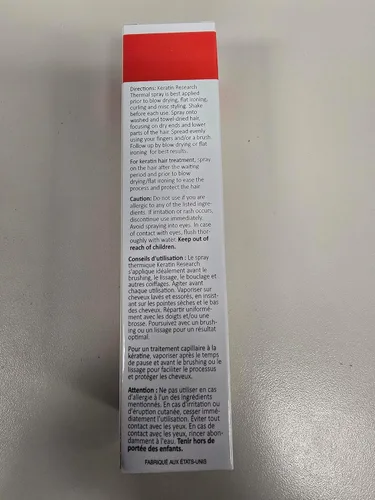 Directions: Keratin Research
Thermal spray is best applied
prior to blow drying, flat ironing,
curling and most styling. Shake
before each use. Spray onto
washed and towel-dried hair,
focusing on dry ends and lower
parts of the hair. Spread evenly
using your fingers and/or a brush.
Follow up by blow drying or flat
ironing for best results.
For keratin hair treatment, spray
on the hair after the waiting
period and prior to blow
drying/flat ironing to ease the
process and protect the hair.
Caution: Do not use if you are
allergic to any of the listed ingre-
dients. If irritation or rash occurs,
discontinue use immediately.
Avoid spraying into eyes. In case
of contact with eyes, flush thor-
oughly with water. Keep out of
reach of children.
Conseils d'utilisation : Le spray
thermique Keratin Research
s'applique idéalement avant le
brushing, le lissage, le bouclage et
autres coiffages. Agiter avant
chaque utilisation. Vaporiser sur
cheveux lavés et essorés, en insist-
ant sur les pointes sèches et le bas
des cheveux. Répartir uniformé-
ment avec les doigts et/ou une
brosse. Poursuivez avec un brush-
ing ou un lissage pour un résultat
optimal.
Pour un traitement capillaire à la
kératine, vaporiser après le temps
de pause et avant le brushing ou le
lissage pour faciliter le processus
et protéger les cheveux.
Attention : Ne pas utiliser en cas
d'allergie à l'un des ingrédients
mentionnés. En cas d'irritation ou
d'éruption cutanée, cesser immé-
diatement l'utilisation. Éviter tout
contact avec les yeux. En cas de
contact avec les yeux, rincer abon-
damment à l'eau. Tenir hors de
portée des enfants.
FABRIQUÉ AUX ÉTATS-UNIS